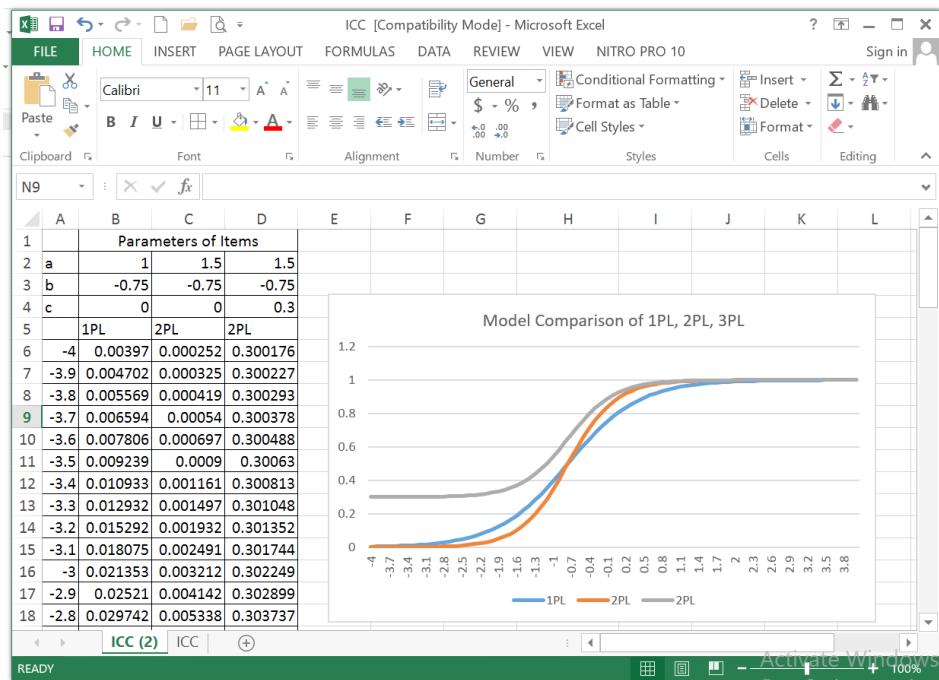 ICC [Compatibility Mode] - Microsoft Excel ?
FILE HOME INSERT PAGE LAYOUT FORMULAS DATA REVIEW VIEW NITRO PRO 10 Sign in
Paste
Calibri 11
B I U A
A A
General
$ % ,
Conditional Formatting
Format as Table
Cell Styles
Insert
Delete
Format
Clipboard Font Alignment Number Styles Cells Editing
N9 fx
A B C D E F G H I J K L
1 Parameters of Items
2 a 1 1.5 1.5
3 b -0.75 -0.75 -0.75
4 c 0 0 0.3
5 1PL 2PL 2PL
6 -4 0.00397 0.000252 0.300176
7 -3.9 0.004702 0.000325 0.300227
8 -3.8 0.005569 0.000419 0.300293
9 -3.7 0.006594 0.00054 0.300378
10 -3.6 0.007806 0.000697 0.300488
11 -3.5 0.009239 0.0009 0.30063
12 -3.4 0.010933 0.001161 0.300813
13 -3.3 0.012932 0.001497 0.301048
14 -3.2 0.015292 0.001932 0.301352
15 -3.1 0.018075 0.002491 0.301744
16 -3 0.021353 0.003212 0.302249
17 -2.9 0.02521 0.004142 0.302899
18 -2.8 0.029742 0.005338 0.303737
Model Comparison of 1PL, 2PL, 3PL
1.2
1
0.8
0.6
0.4
0.2
0
-4 -3.7 -3.4 -3.1 -2.8 -2.5 -2.2 -1.9 -1.6 -1.3 -1 -0.7 -0.4 -0.1 0.2 0.5 0.8 1.1 1.4 1.7 2 2.3 2.6 2.9 3.2 3.5 3.8
1PL 2PL 2PL
ICC (2) ICC
READY 100%
Activate Windows